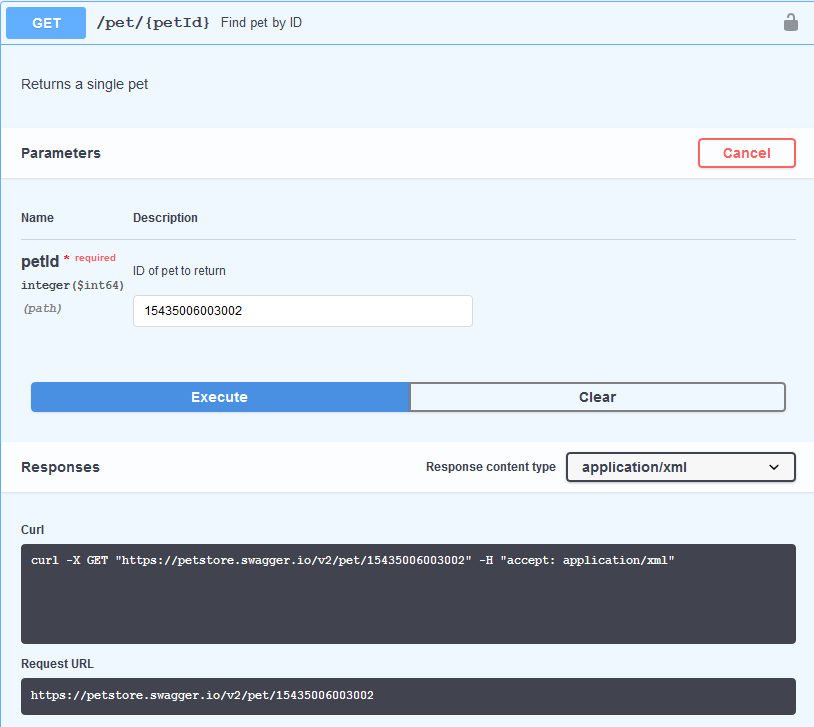 GET /pet/{petId} Find pet by ID
Returns a single pet
Parameters Cancel
Name Description
petId * required
ID of pet to return
integer($int64)
(path)
15435006003002
Execute Clear
Responses Response content type application/xml
Curl
curl -X GET "https://petstore.swagger.io/v2/pet/15435006003002" -H "accept: application/xml"
Request URL
https://petstore.swagger.io/v2/pet/15435006003002